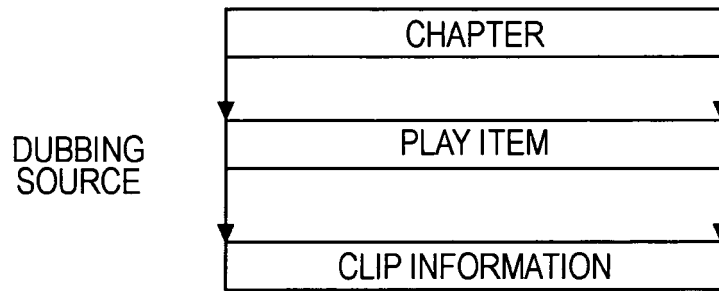 CHAPTER
DUBBING
SOURCE
PLAY ITEM
CLIP INFORMATION